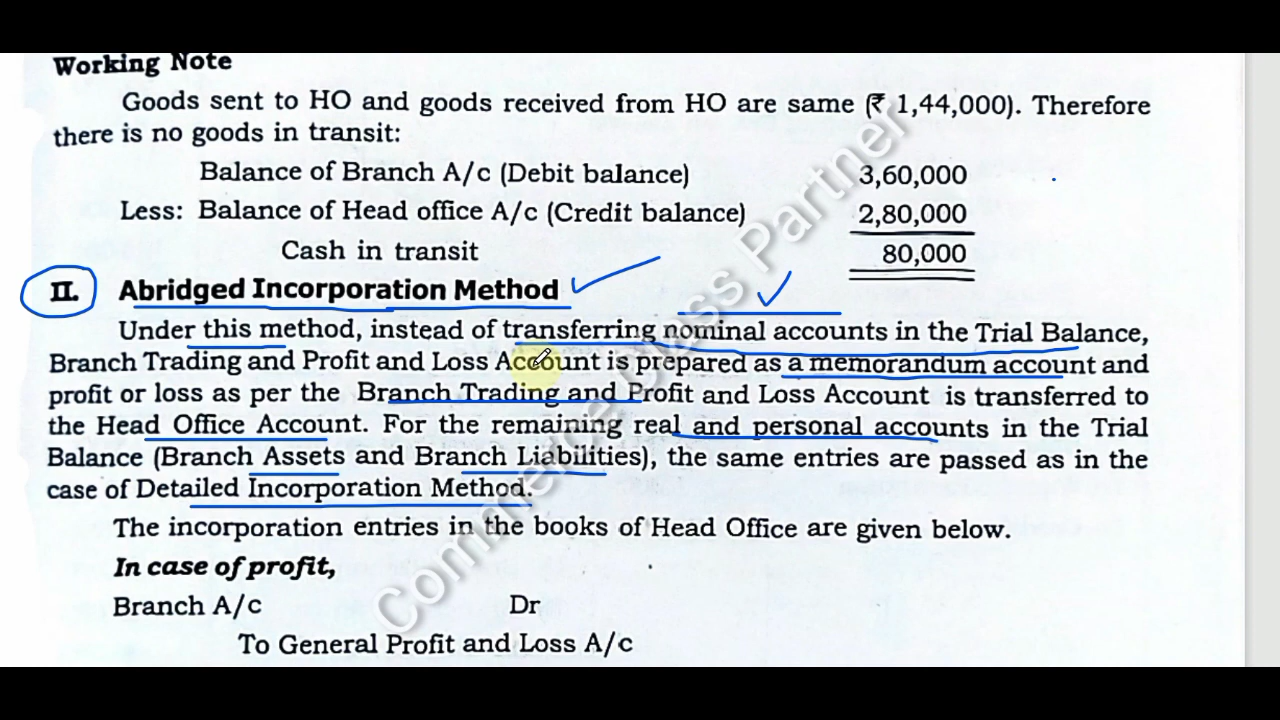 Working Note
Goods sent to HO and goods received from HO are same (₹ 1,44,000). Therefore
there is no goods in transit:
Balance of Branch A/c (Debit balance) 3,60,000
Less: Balance of Head office A/c (Credit balance) 2,80,000
Cash in transit 80,000
II. Abridged Incorporation Method
Under this method, instead of transferring nominal accounts in the Trial Balance,
Branch Trading and Profit and Loss Account is prepared as a memorandum account and
profit or loss as per the Branch Trading and Profit and Loss Account is transferred to
the Head Office Account. For the remaining real and personal accounts in the Trial
Balance (Branch Assets and Branch Liabilities), the same entries are passed as in the
case of Detailed Incorporation Method.
The incorporation entries in the books of Head Office are given below.
In case of profit,
Branch A/c Dr
To General Profit and Loss A/c
Commerce Class Partner